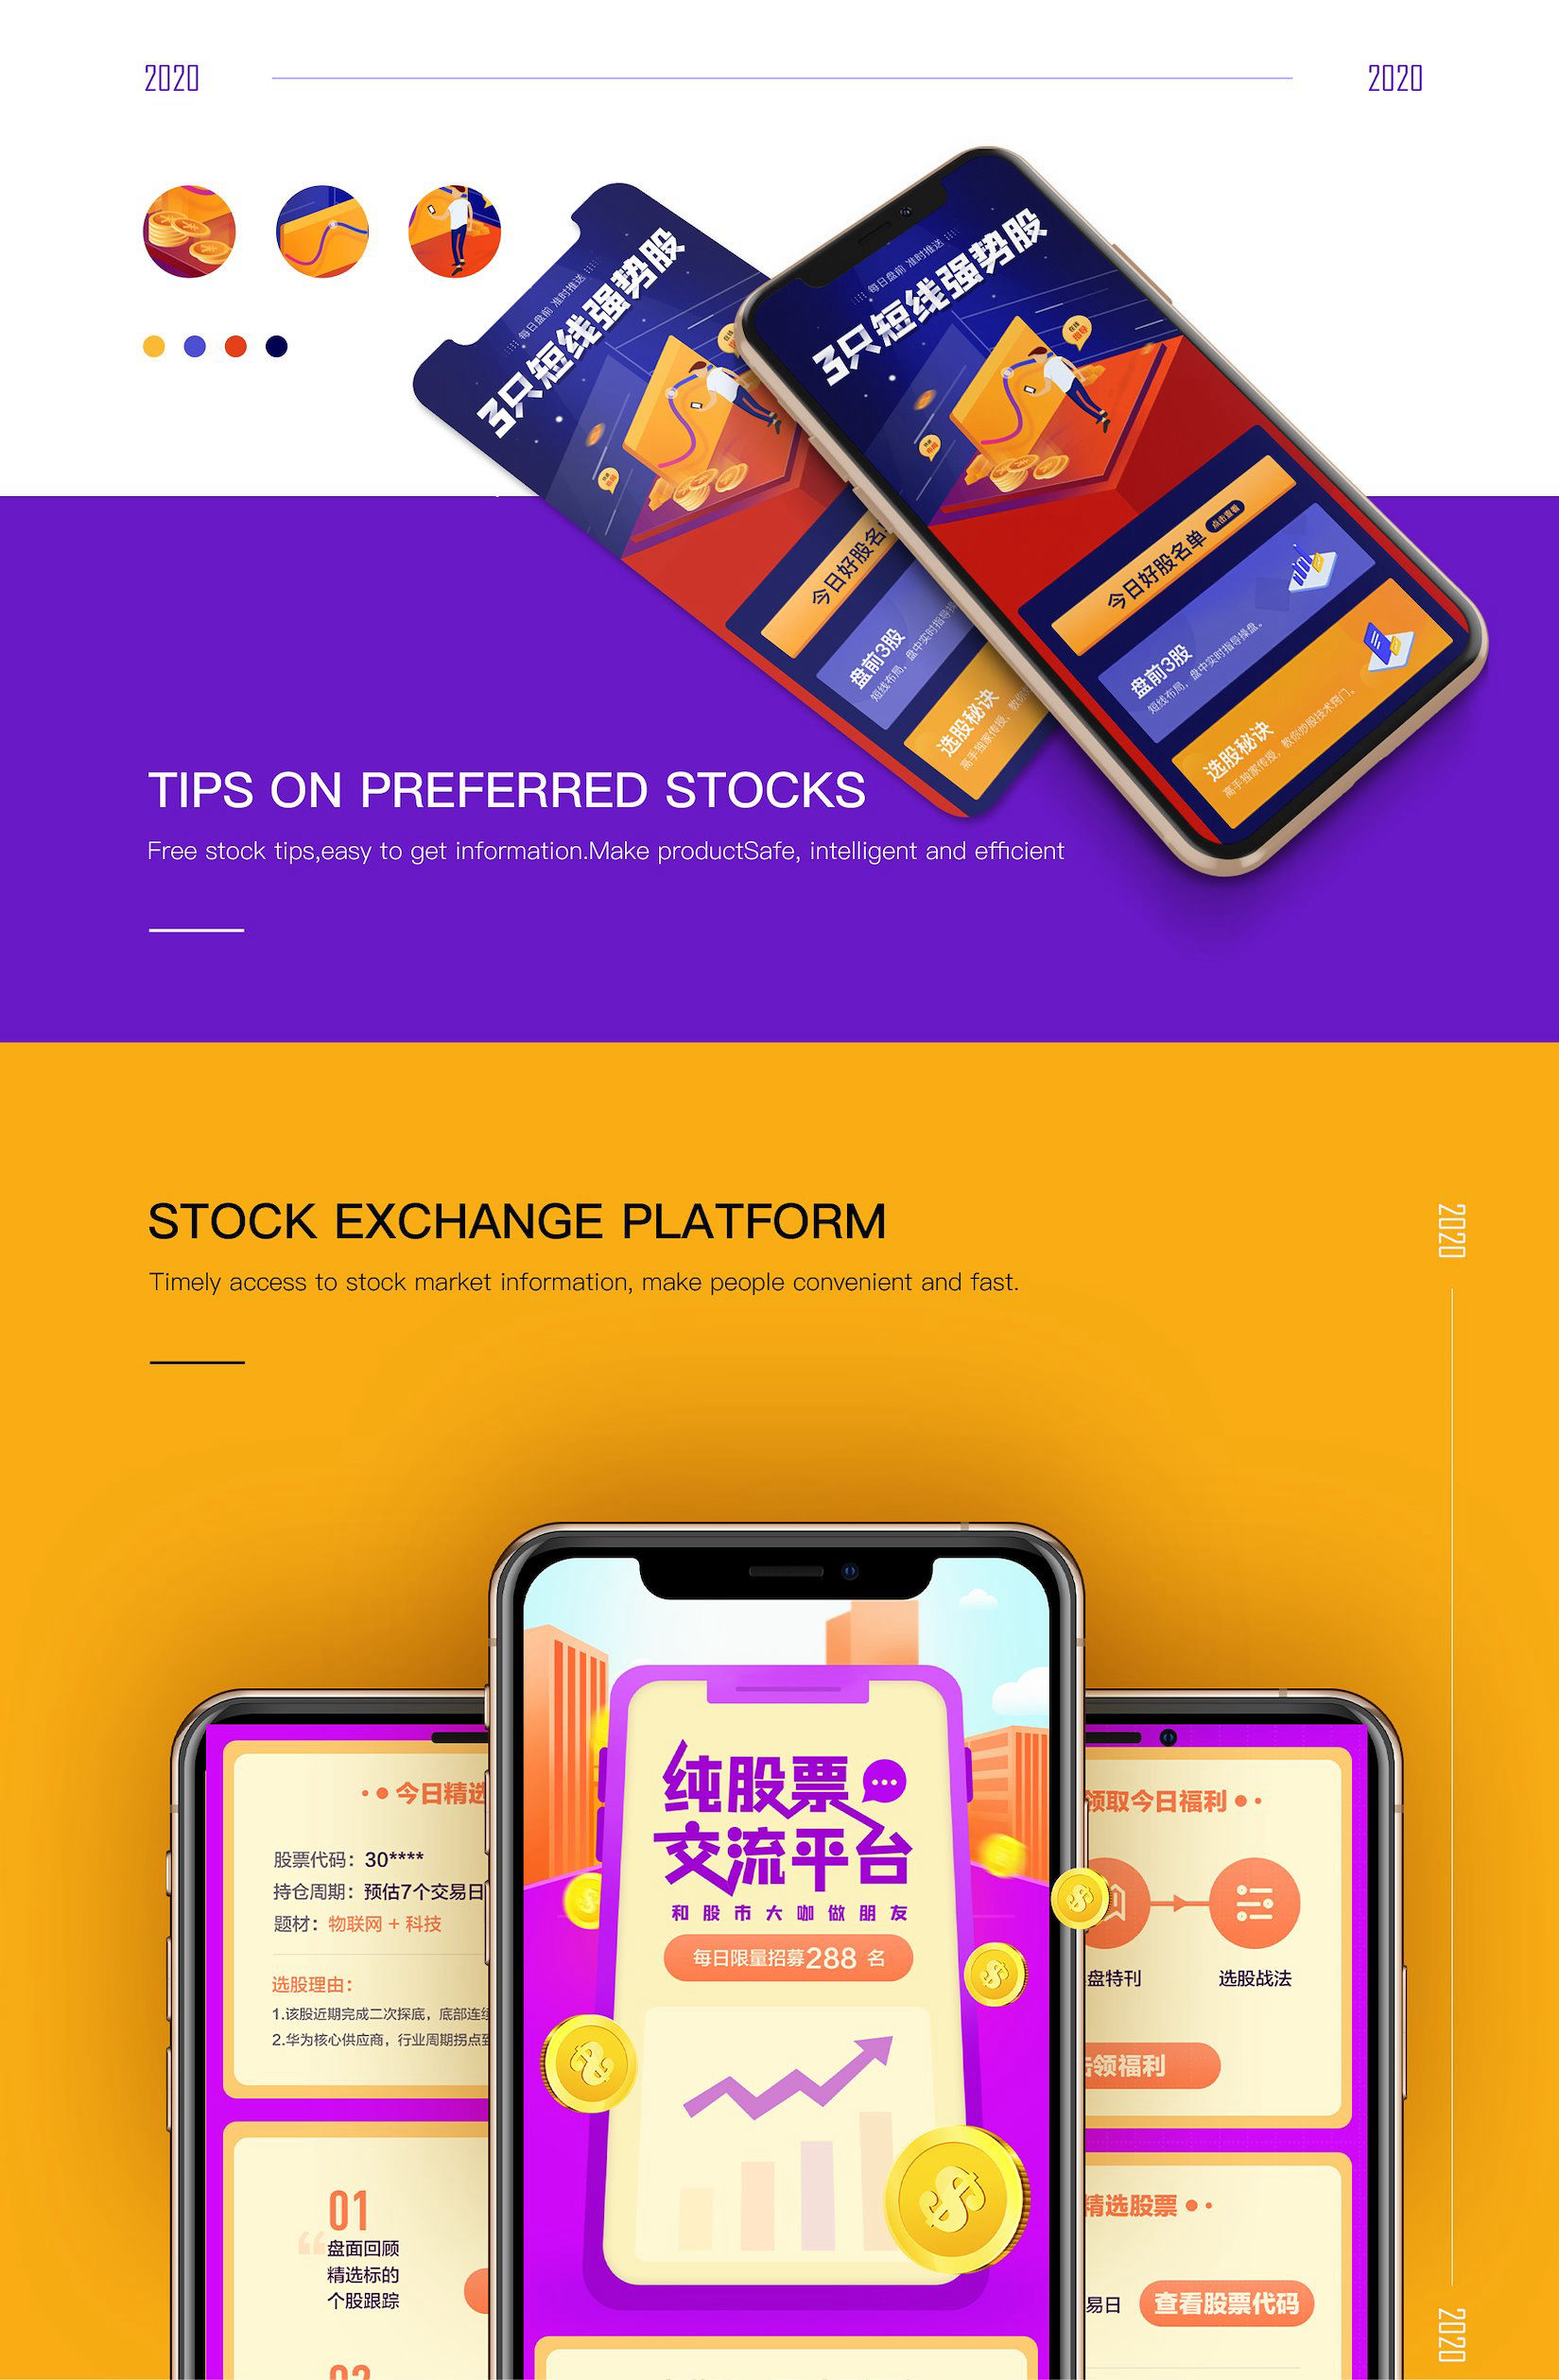 2020
2020
每日盘前 准时推送
3只短线强势股
今日好股名
盘前3股
短线布局，盘中实时指导操
选股秘诀
高手独家传授，教你
每日盘前 准时推送
3只短线强势股
在线
指导
今日好股名单
点击查看
盘前3股
短线布局，盘中实时指导操盘。
选股秘诀
高手独家传授，教你炒股技术窍门。
TIPS ON PREFERRED STOCKS
Free stock tips,easy to get information.Make productSafe, intelligent and efficient
STOCK EXCHANGE PLATFORM
Timely access to stock market information, make people convenient and fast.
2020
今日精选
股票代码：30****
持仓周期：预估7个交易日
题材：物联网 + 科技
选股理由：
1.该股近期完成二次探底，底部连续
2.华为核心供应商，行业周期拐点到
01
盘面回顾
精选标的
个股跟踪
纯股票
交流平台
和股市大咖做朋友
每日限量招募288 名
领取今日福利
盘特刊
选股战法
领福利
精选股票
易日
查看股票代码
2020